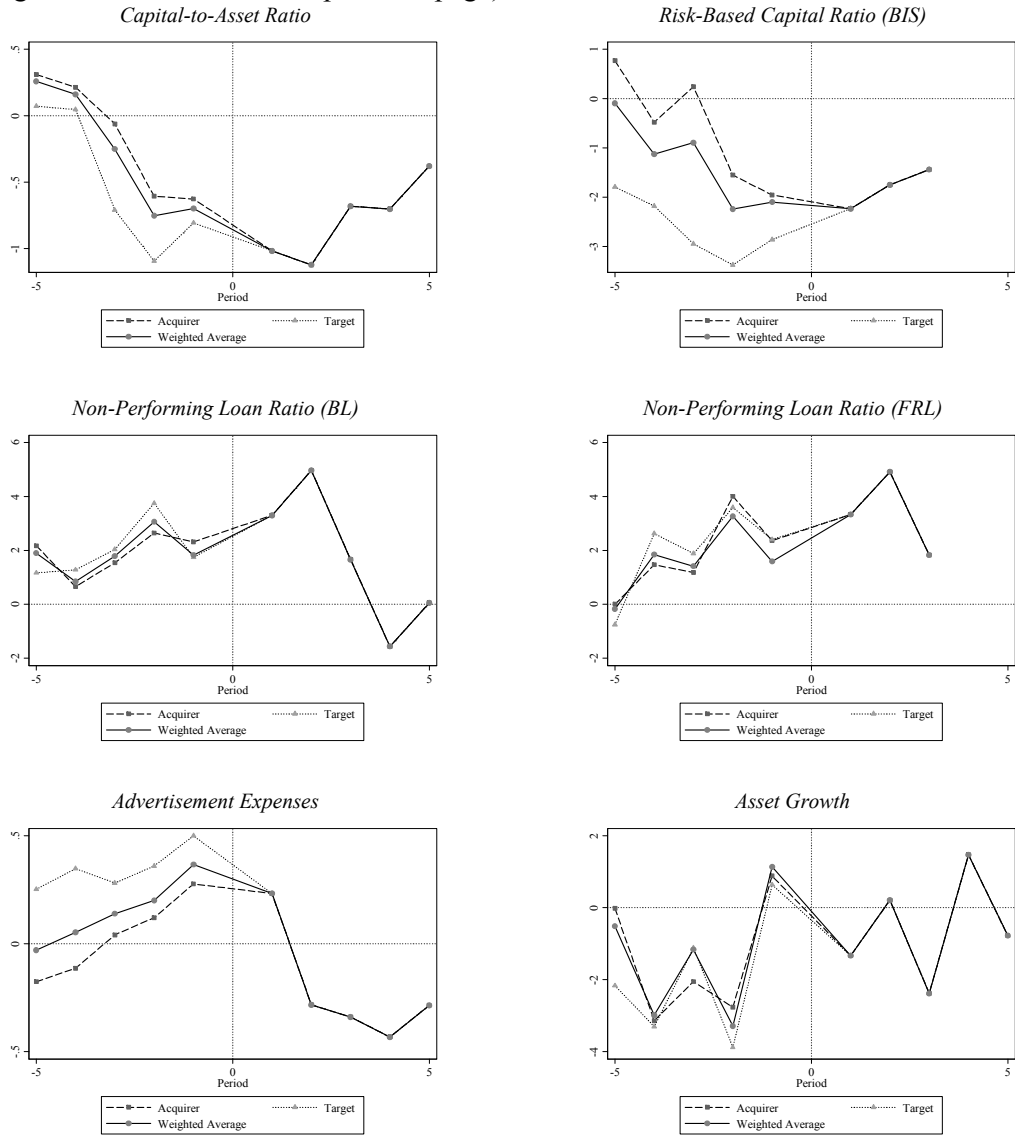 Capital-to-Asset Ratio
.5
0
-.5
-1
-5
0
5
Period
Acquirer
Target
Weighted Average
Risk-Based Capital Ratio (BIS)
1
0
-1
-2
-3
-5
0
5
Period
Acquirer
Target
Weighted Average
Non-Performing Loan Ratio (BL)
6
4
2
0
-2
-5
0
5
Period
Acquirer
Target
Weighted Average
Non-Performing Loan Ratio (FRL)
6
4
2
0
-2
-5
0
5
Period
Acquirer
Target
Weighted Average
Advertisement Expenses
.5
0
-.5
-5
0
5
Period
Acquirer
Target
Weighted Average
Asset Growth
2
0
-2
-4
-5
0
5
Period
Acquirer
Target
Weighted Average